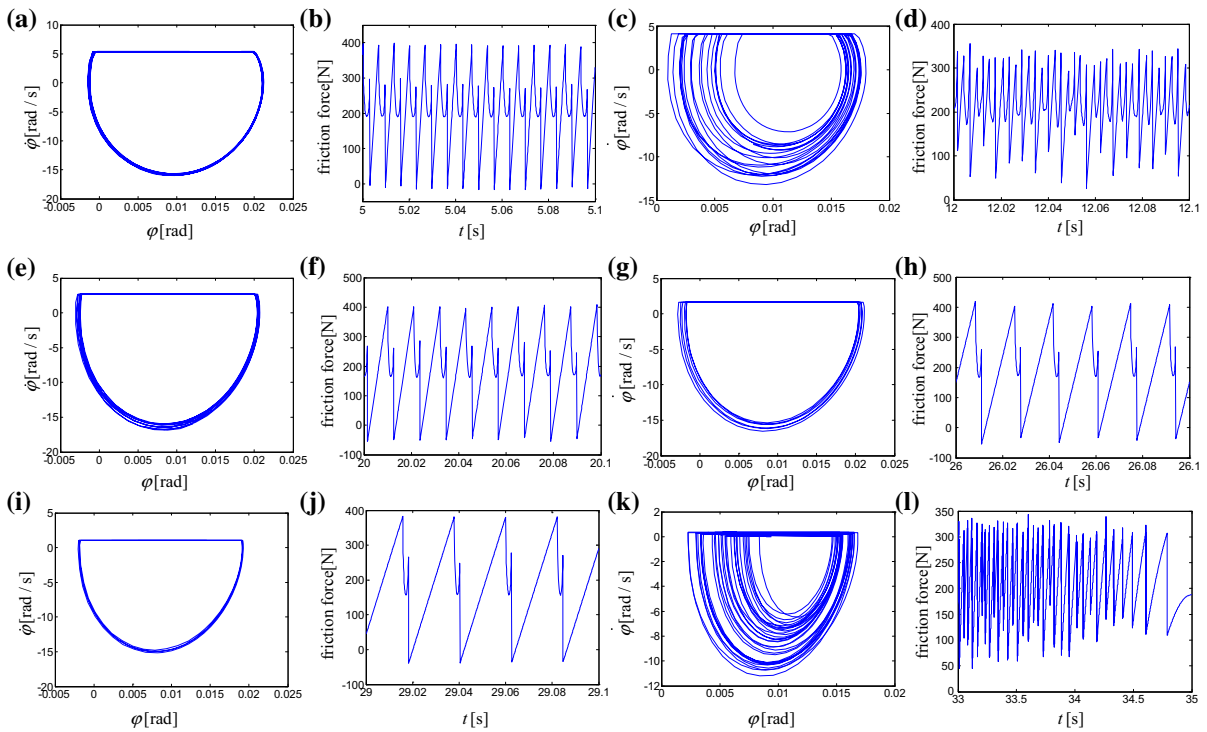 (a)
10
5
0
-5
-10
-15
-20
-0.005 0 0.005 0.01 0.015 0.02 0.025
φ[rad]
φ̇[rad / s]
(b)
500
400
300
200
100
0
-100
5 5.02 5.04 5.06 5.08 5.1
t[s]
friction force[N]
(c)
5
0
-5
-10
-15
0 0.005 0.01 0.015 0.02
φ[rad]
φ̇[rad / s]
(d)
400
300
200
100
0
12 12.02 12.04 12.06 12.08 12.1
t[s]
friction force[N]
(e)
5
0
-5
-10
-15
-20
-0.005 0 0.005 0.01 0.015 0.02 0.025
φ[rad]
φ̇[rad / s]
(f)
500
400
300
200
100
0
-100
20 20.02 20.04 20.06 20.08 20.1
t[s]
friction force[N]
(g)
5
0
-5
-10
-15
-20
-0.005 0 0.005 0.01 0.015 0.02 0.025
φ[rad]
φ̇[rad / s]
(h)
500
400
300
200
100
0
-100
26 26.02 26.04 26.06 26.08 26.1
t[s]
friction force[N]
(i)
5
0
-5
-10
-15
-20
-0.005 0 0.005 0.01 0.015 0.02 0.025
φ[rad]
φ̇[rad / s]
(j)
400
300
200
100
0
-100
29 29.02 29.04 29.06 29.08 29.1
t[s]
friction force[N]
(k)
2
0
-2
-4
-6
-8
-10
12
0 0.005 0.01 0.015 0.02
φ[rad]
φ̇[rad / s]
(l)
350
300
250
200
150
100
50
0
33 33.5 34 34.5 35
t[s]
friction force[N]